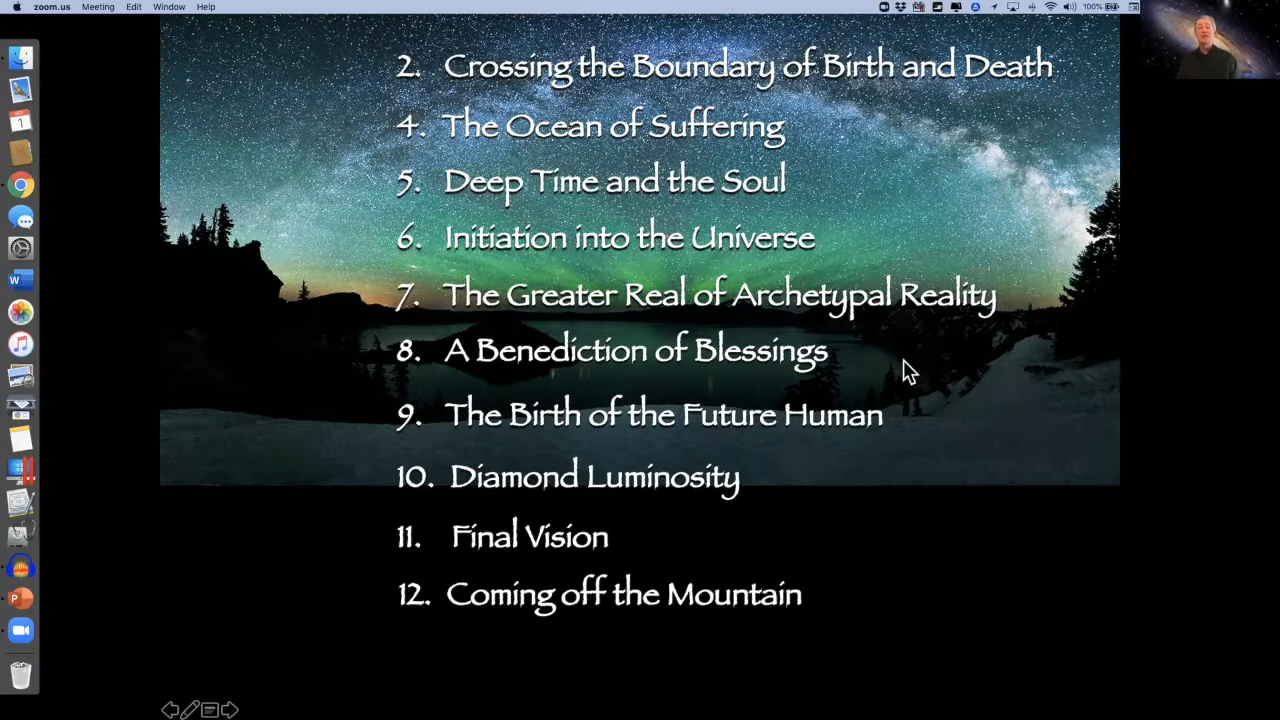 zoom.us Meeting Edit Window Help
100%
2. Crossing the Boundary of Birth and Death
4. The Ocean of Suffering
5. Deep Time and the Soul
6. Initiation into the Universe
7. The Greater Real of Archetypal Reality
8. A Benediction of Blessings
9. The Birth of the Future Human
10. Diamond Luminosity
11. Final Vision
12. Coming off the Mountain
1
W
P